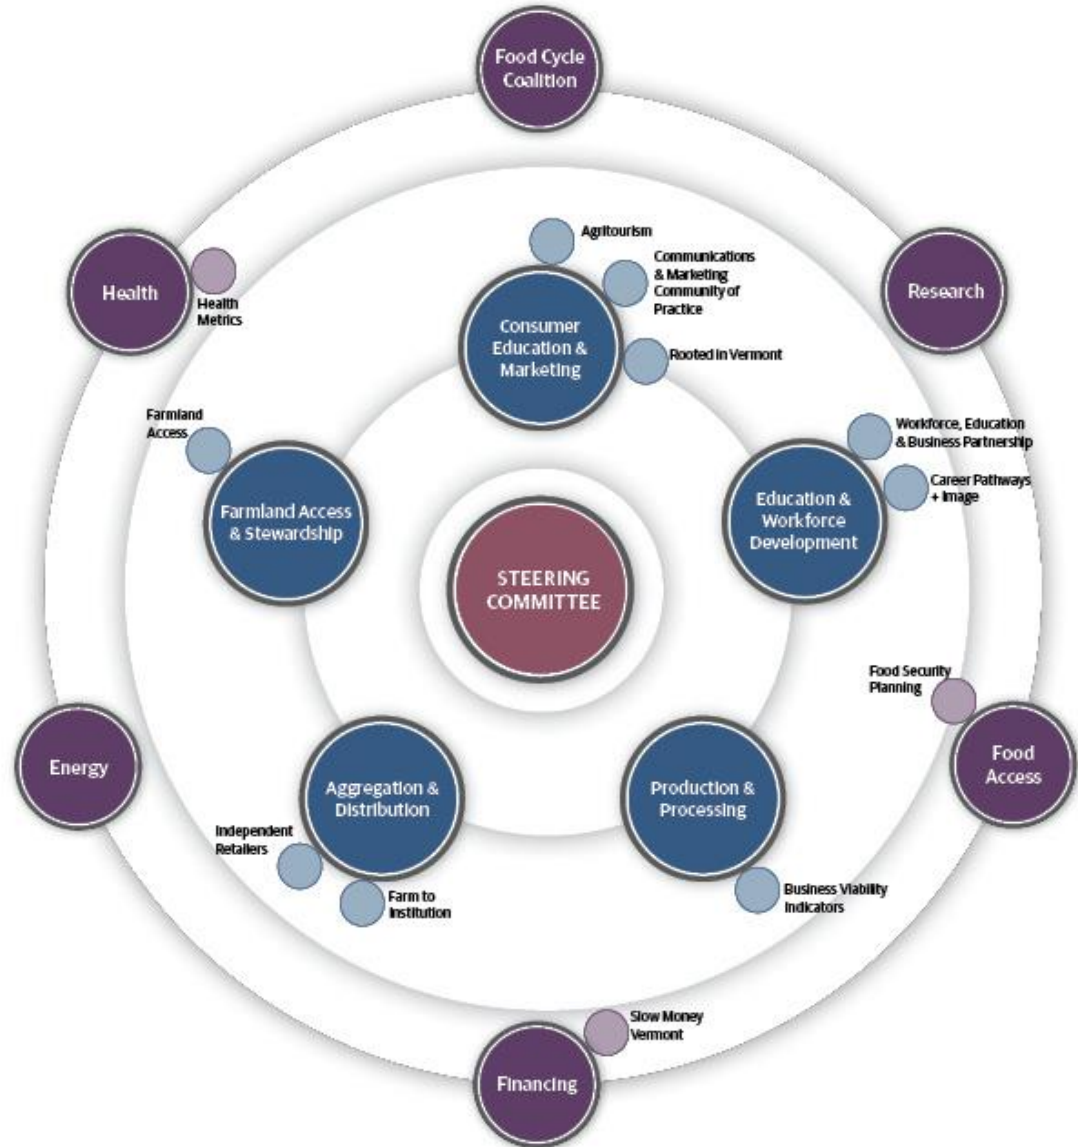 Food Cycle
Coalition
Health
Health
Metrics
Research
Agritourism
Communications
& Marketing
Community of
Practice
Rooted in Vermont
Consumer
Education &
Marketing
Farmland
Access
Farmland Access
& Stewardship
Workforce, Education
& Business Partnership
Career Pathways
+ Image
Education &
Workforce
Development
STEERING
COMMITTEE
Food Security
Planning
Food
Access
Energy
Aggregation &
Distribution
Independent
Retailers
Farm to
Institution
Production &
Processing
Business Viability
Indicators
Slow Money
Vermont
Financing